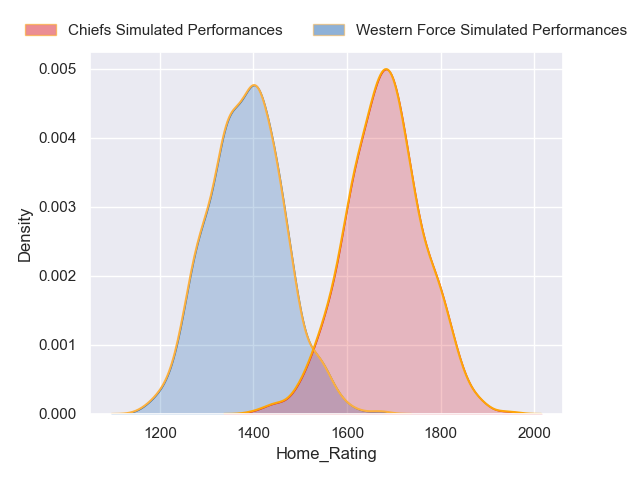 Chiefs Simulated Performances
Western Force Simulated Performances
0.005
0.004
0.003
0.002
0.001
0.000
Density
1200 1400 1600 1800 2000
Home_Rating